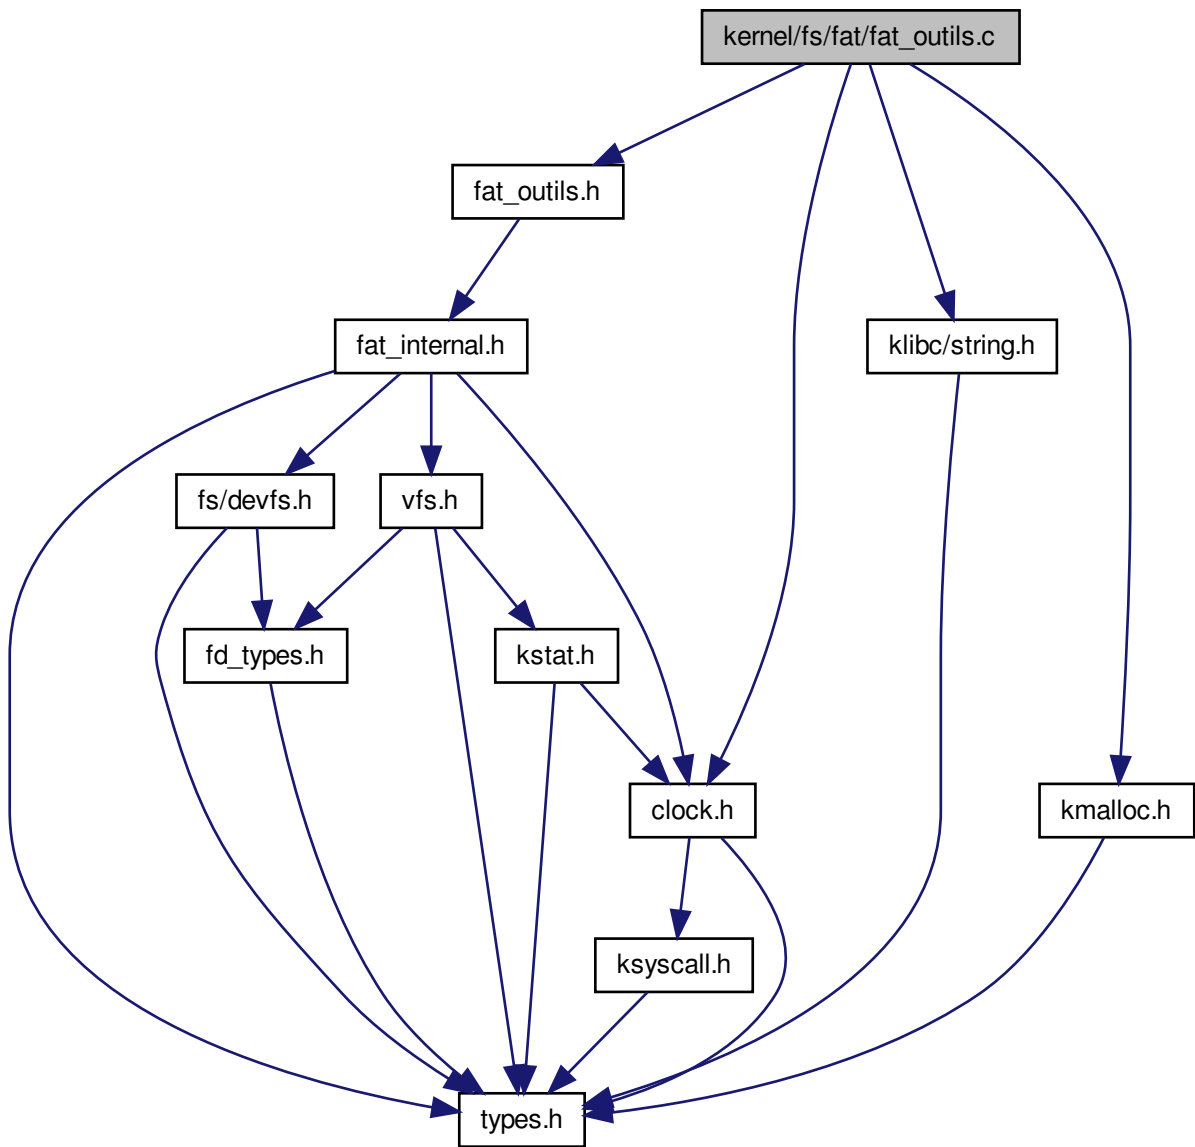 kernel/fs/fat/fat_outils.c
fat_outils.h
fat_internal.h
klibc/string.h
fs/devfs.h
vfs.h
fd_types.h
kstat.h
clock.h
kmalloc.h
ksyscall.h
types.h